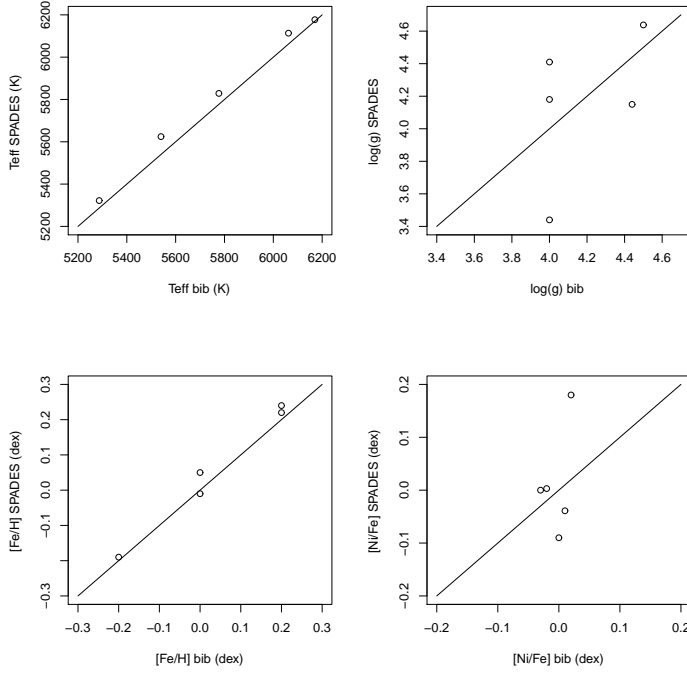 Teff SPADES (K)
5200 5400 5600 5800 6000 6200
5200 5400 5600 5800 6000 6200
Teff bib (K)
log(g) SPADES
3.4 3.6 3.8 4.0 4.2 4.4 4.6
3.4 3.6 3.8 4.0 4.2 4.4 4.6
log(g) bib
[Fe/H] SPADES (dex)
−0.3 −0.1 0.1 0.2 0.3
−0.3 −0.2 −0.1 0.0 0.1 0.2 0.3
[Fe/H] bib (dex)
[Ni/Fe] SPADES (dex)
−0.2 −0.1 0.0 0.1 0.2
−0.2 −0.1 0.0 0.1 0.2
[Ni/Fe] bib (dex)